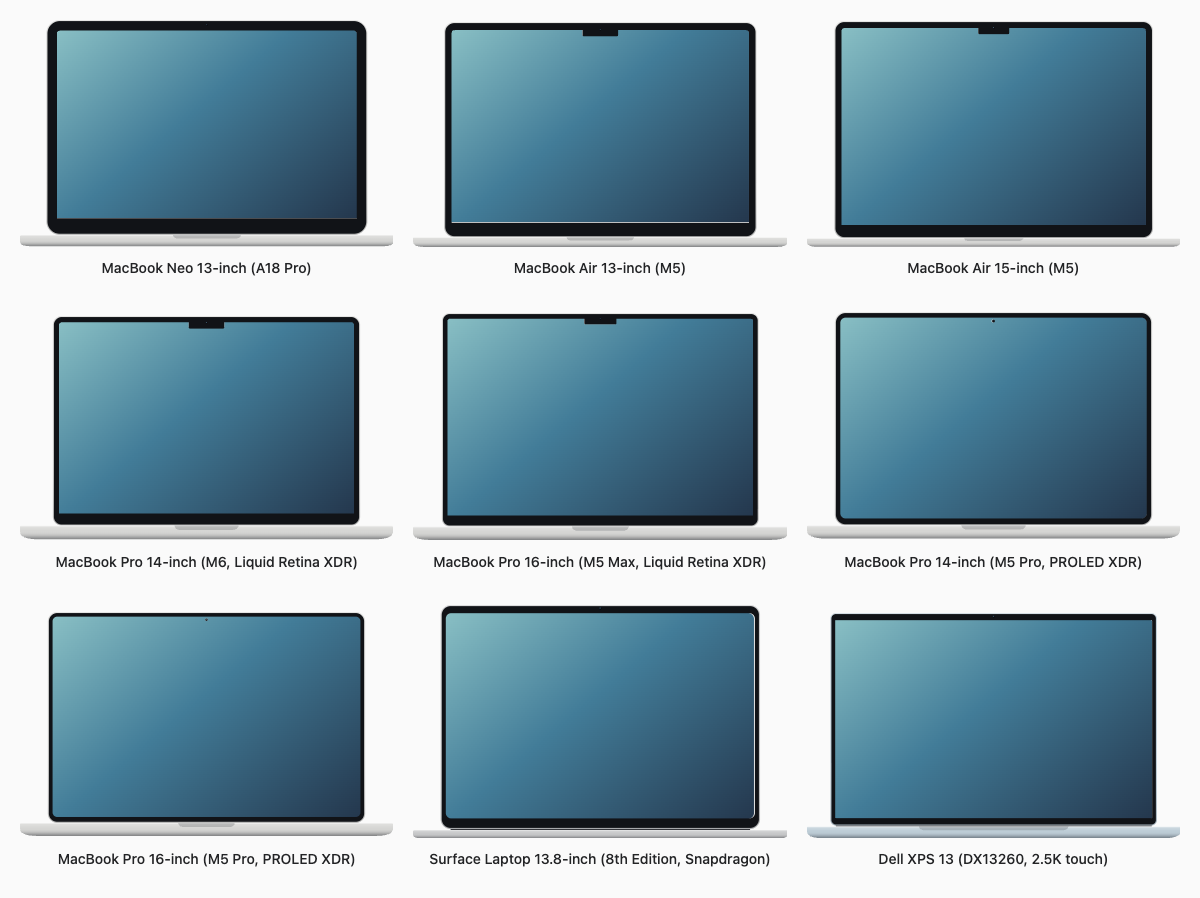 MacBook Neo 13-inch (A18 Pro)
MacBook Air 13-inch (M5)
MacBook Air 15-inch (M5)
MacBook Pro 14-inch (M6, Liquid Retina XDR)
MacBook Pro 16-inch (M5 Max, Liquid Retina XDR)
MacBook Pro 14-inch (M5 Pro, PROLED XDR)
MacBook Pro 16-inch (M5 Pro, PROLED XDR)
Surface Laptop 13.8-inch (8th Edition, Snapdragon)
Dell XPS 13 (DX13260, 2.5K touch)